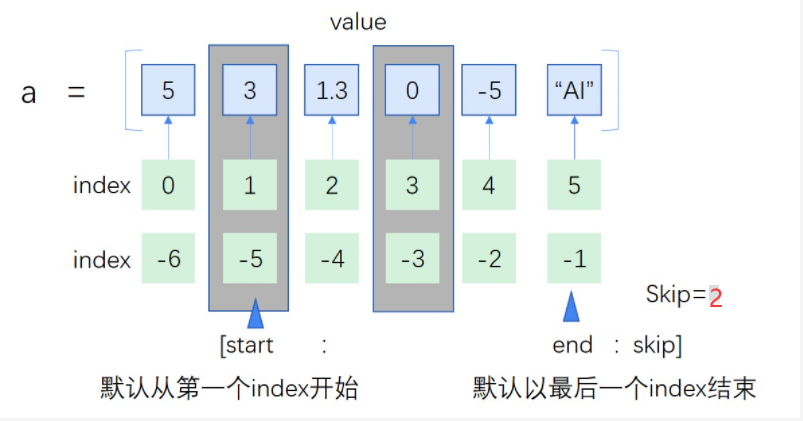 value
a = 5 3 1.3 0 -5 “AI”
index 0 1 2 3 4 5
index -6 -5 -4 -3 -2 -1
Skip=2
[start : end : skip]
默认从第一个index开始 默认以最后一个index结束